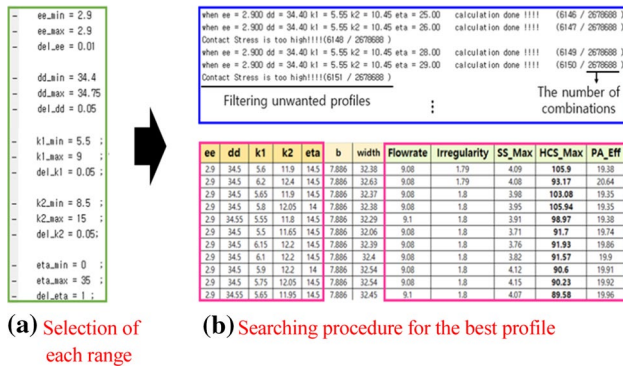 - ee_min = 2.9
- ee_max = 2.9
- del_ee = 0.01
- dd_min = 34.4
- dd_max = 34.75
- del_dd = 0.05
- k1_min = 5.5 ;
- k1_max = 9 ;
- del_k1 = 0.05 ;
- k2_min = 8.5 ;
- k2_max = 15 ;
- del_k2 = 0.05;
- eta_min = 0 ;
- eta_max = 35 ;
- del_eta = 1 ;
(a) Selection of
each range
when ee = 2.900 dd = 34.40 k1 = 5.55 k2 = 10.45 eta = 25.00 calculation done !!!! (6146 / 2678688 )
when ee = 2.900 dd = 34.40 k1 = 5.55 k2 = 10.45 eta = 26.00 calculation done !!!! (6147 / 2678688 )
Contact Stress is too high!!!!(6148 / 2678688 )
when ee = 2.900 dd = 34.40 k1 = 5.55 k2 = 10.45 eta = 28.00 calculation done !!!! (6149 / 2678688 )
when ee = 2.900 dd = 34.40 k1 = 5.55 k2 = 10.45 eta = 29.00 calculation done !!!! (6150 / 2678688 )
Contact Stress is too high!!!!(6151 / 2678688 )
Filtering unwanted profiles
The number of
combinations
ee dd k1 k2 eta b width Flowrate Irregularity SS_Max HCS_Max PA_Eff
2.9 34.5 5.6 11.9 14.5 7.886 32.38 9.08 1.79 4.09 105.9 19.38
2.9 34.5 6.2 12.4 14.5 7.886 32.63 9.08 1.79 4.08 93.17 20.64
2.9 34.5 5.65 11.9 14.5 7.886 32.37 9.08 1.8 3.98 103.08 19.35
2.9 34.5 5.8 12.05 14 7.886 32.38 9.08 1.8 3.95 105.94 19.35
2.9 34.55 5.55 11.8 14.5 7.886 32.29 9.1 1.8 3.91 98.97 19.38
2.9 34.5 5.5 11.65 14.5 7.886 32.06 9.08 1.8 3.71 91.7 19.74
2.9 34.5 6.15 12.2 14.5 7.886 32.39 9.08 1.8 3.76 91.93 19.86
2.9 34.5 6.1 12.2 14.5 7.886 32.4 9.08 1.8 3.82 91.57 19.9
2.9 34.5 5.9 12.2 14 7.886 32.54 9.08 1.8 4.12 90.6 19.91
2.9 34.5 5.75 12.05 14.5 7.886 32.54 9.08 1.8 4.15 90.23 19.92
2.9 34.55 5.65 11.95 14.5 7.886 32.45 9.1 1.8 4.07 89.58 19.96
(b) Searching procedure for the best profile